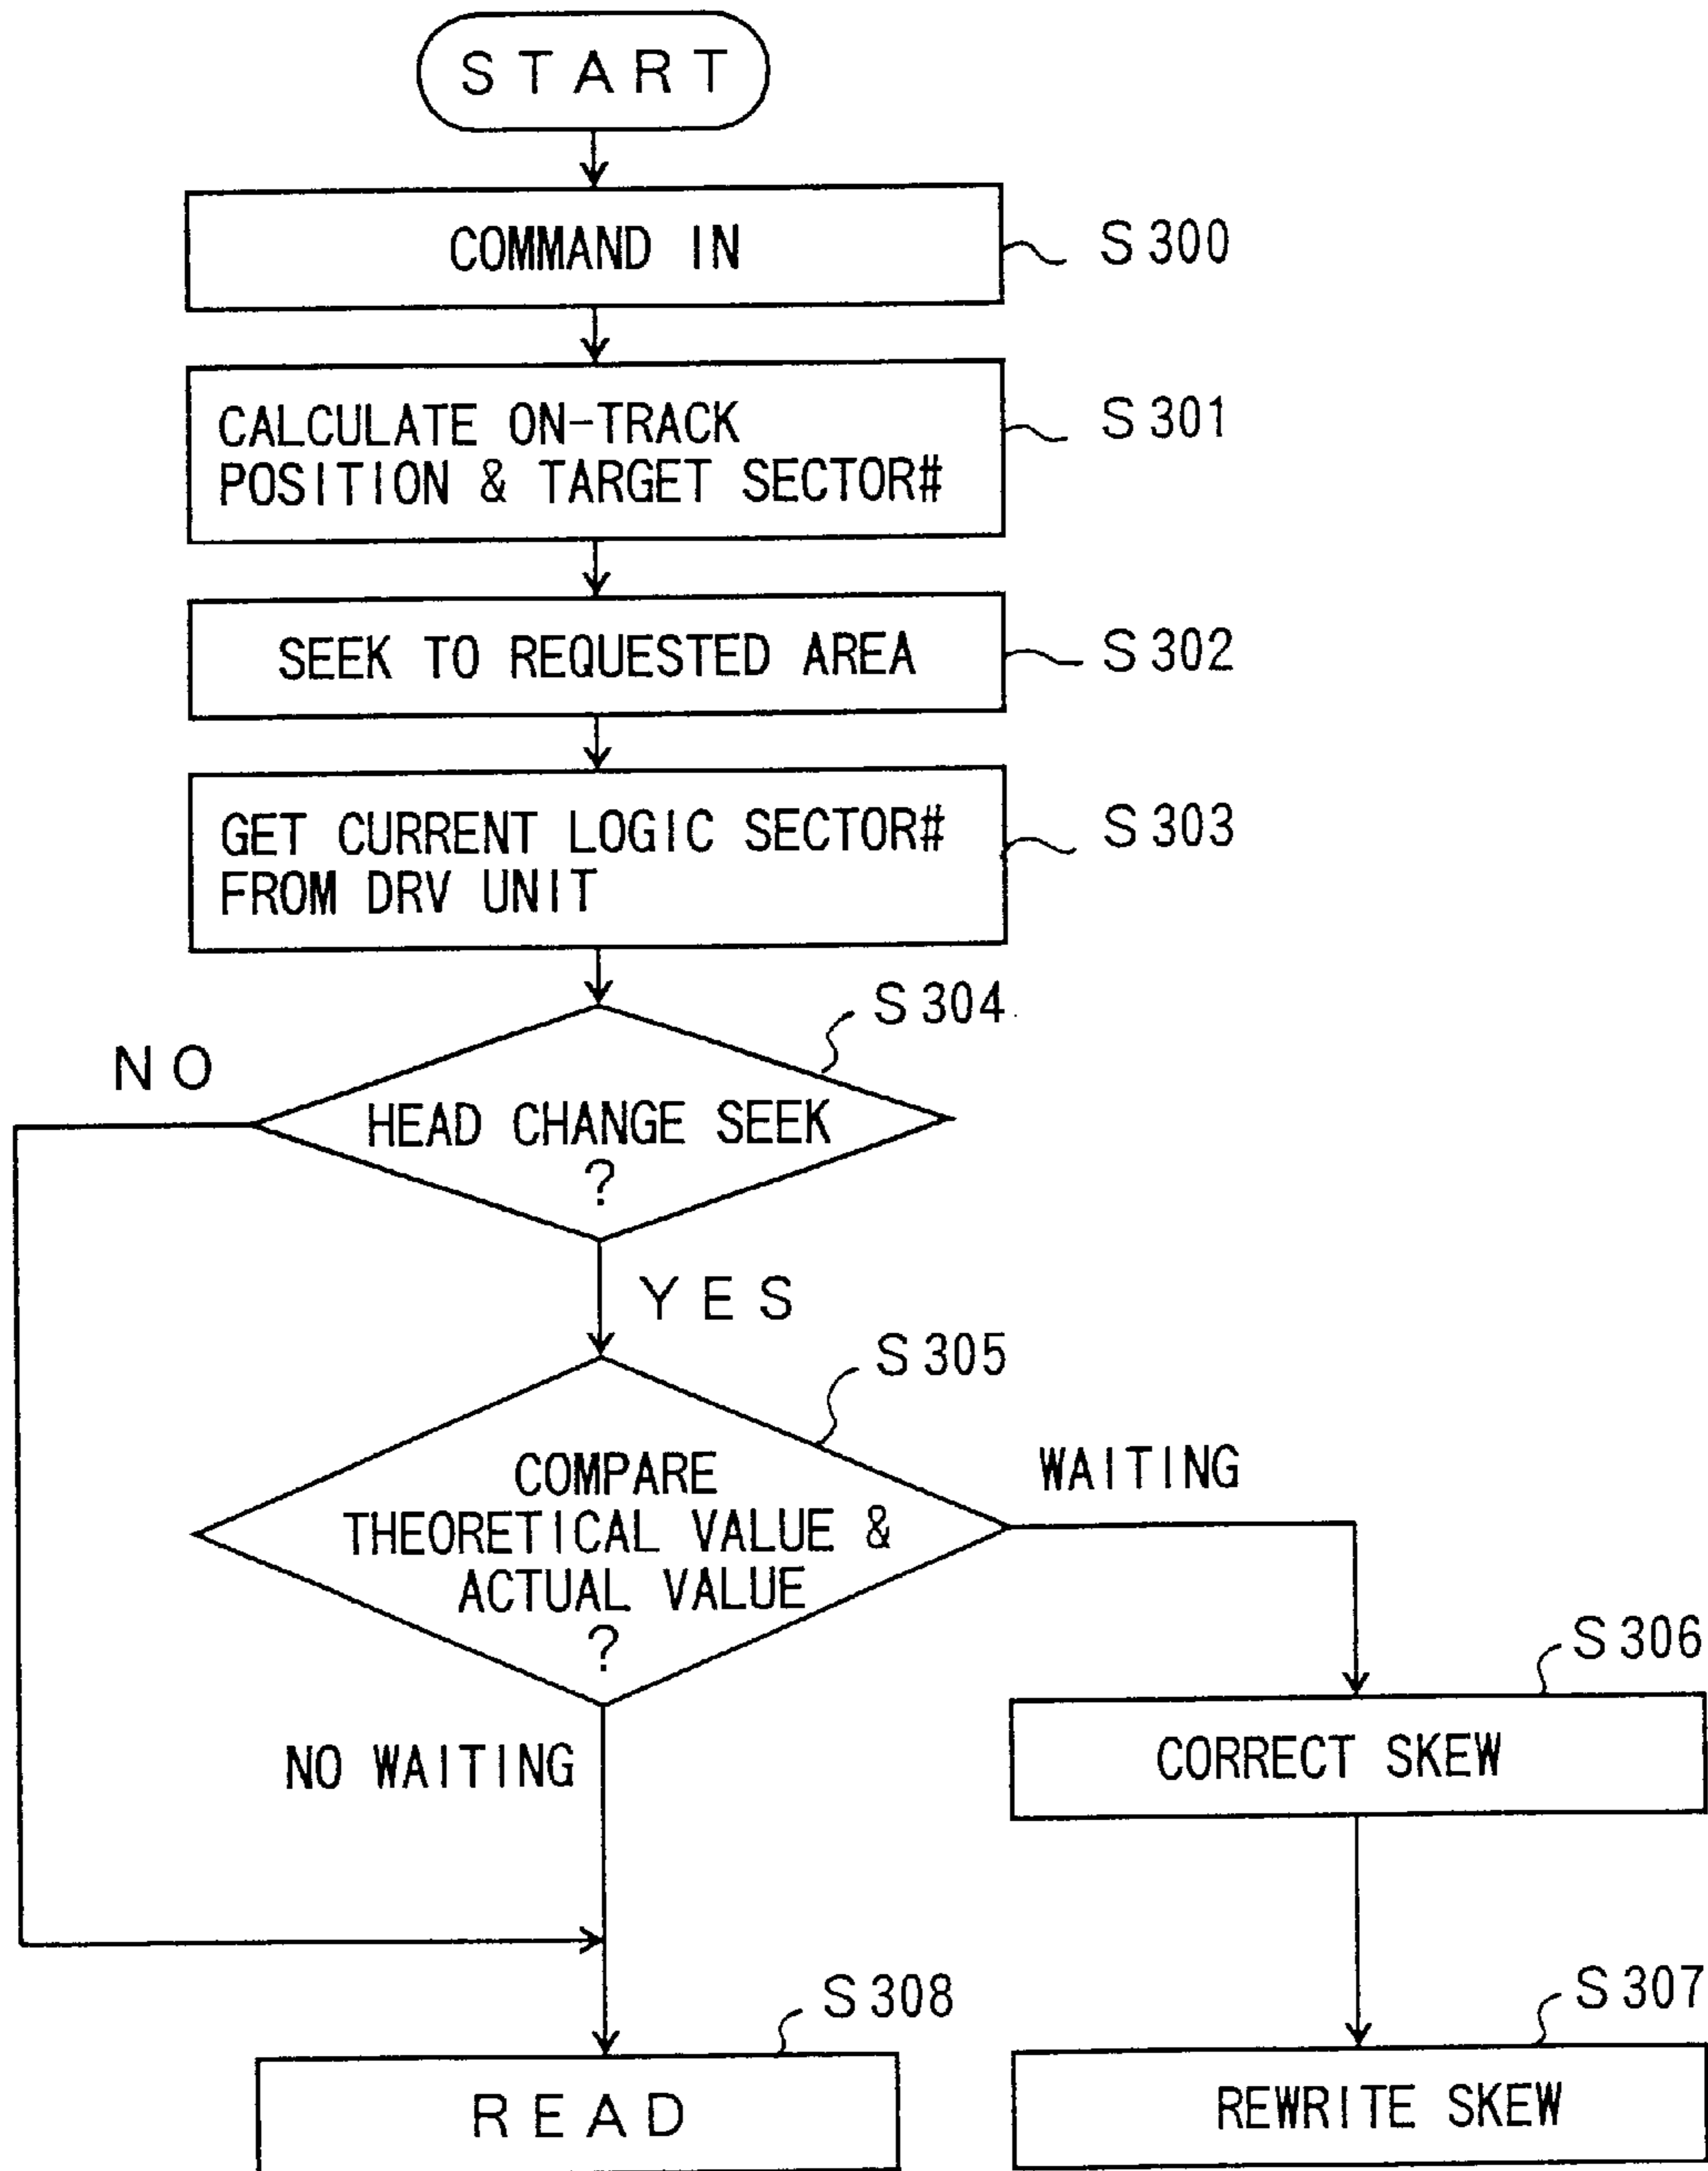 START
COMMAND IN
S300
CALCULATE ON-TRACK
POSITION & TARGET SECTOR#
S301
SEEK TO REQUESTED AREA
S302
GET CURRENT LOGIC SECTOR#
FROM DRV UNIT
S303
S304
NO
HEAD CHANGE SEEK
?
YES
S305
COMPARE
THEORETICAL VALUE &
ACTUAL VALUE
?
WAITING
S306
CORRECT SKEW
NO WAITING
S308
READ
S307
REWRITE SKEW